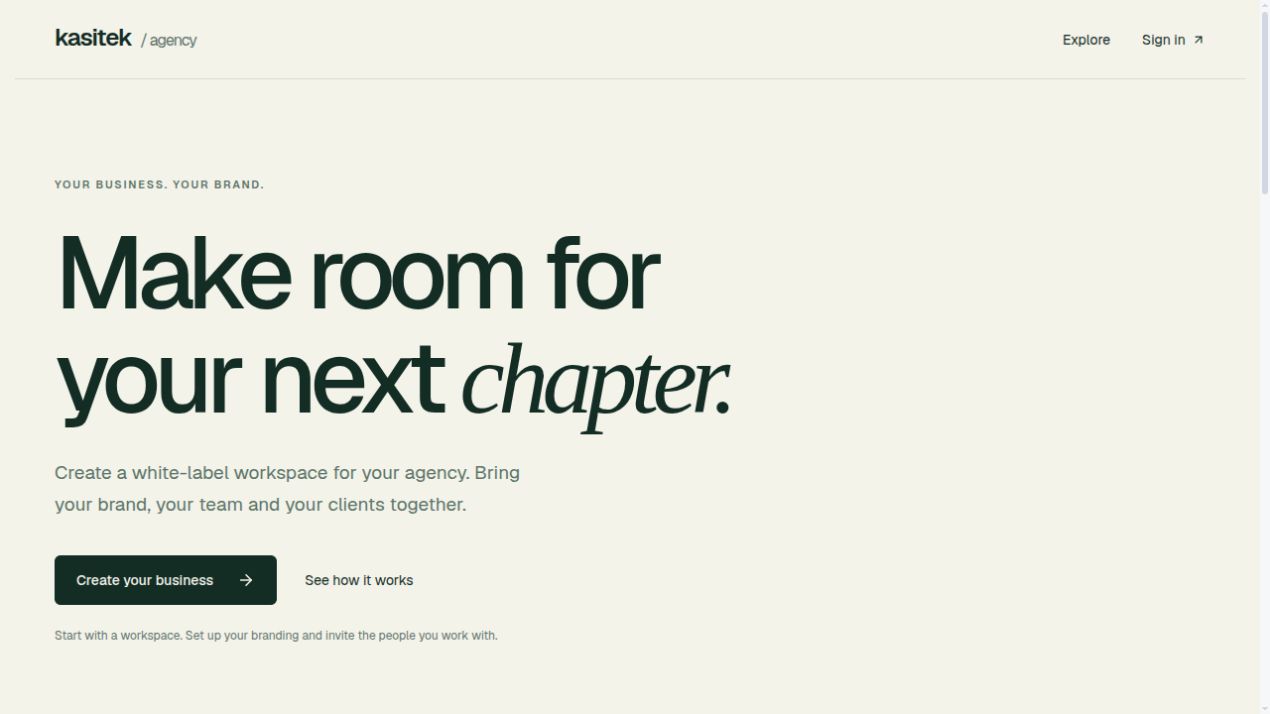 kasitek / agency
Explore
Sign in
YOUR BUSINESS. YOUR BRAND.
Make room for
your next chapter.
Create a white-label workspace for your agency. Bring
your brand, your team and your clients together.
Create your business
See how it works
Start with a workspace. Set up your branding and invite the people you work with.